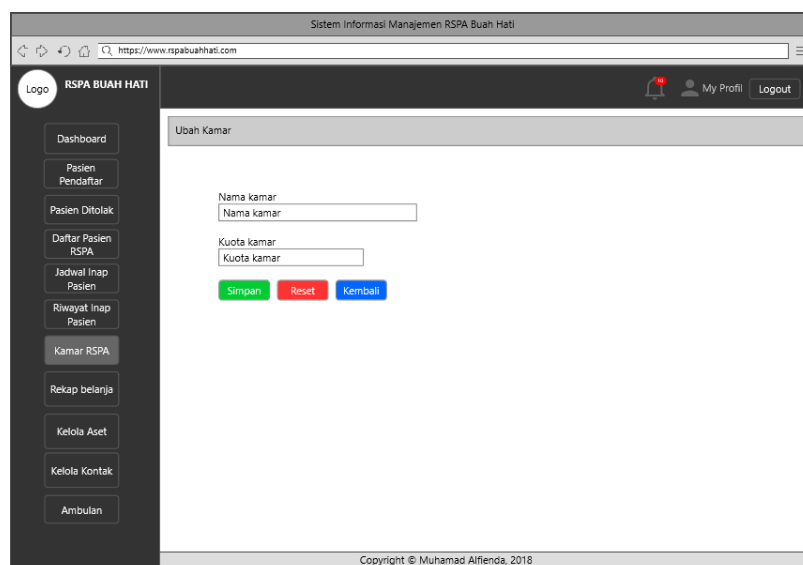 Sistem Informasi Manajemen RSPA Buah Hati
https://www.rspabuahhati.com
Logo
RSPA BUAH HATI
My Profil
Logout
Dashboard
Pasien
Pendaftar
Pasien Ditolak
Daftar Pasien
RSPA
Jadwal Inap
Pasien
Riwayat Inap
Pasien
Kamar RSPA
Rekap belanja
Kelola Aset
Kelola Kontak
Ambulan
Ubah Kamar
Nama kamar
Nama kamar
Kuota kamar
Kuota kamar
Simpan
Reset
Kembali
Copyright © Muhamad Alfienda, 2018